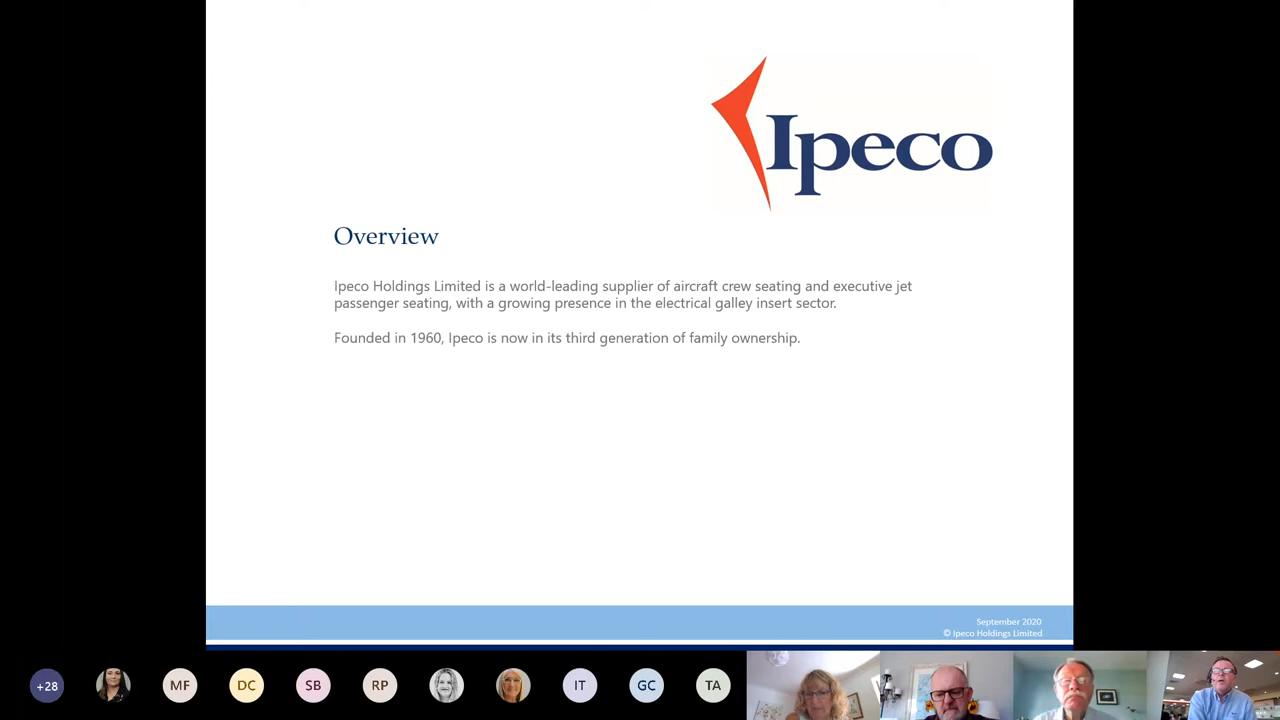 Ipeco
Overview
Ipeco Holdings Limited is a world-leading supplier of aircraft crew seating and executive jet
passenger seating, with a growing presence in the electrical galley insert sector.
Founded in 1960, Ipeco is now in its third generation of family ownership.
September 2020
© Ipeco Holdings Limited
+28
MF
DC
SB
RP
IT
GC
TA